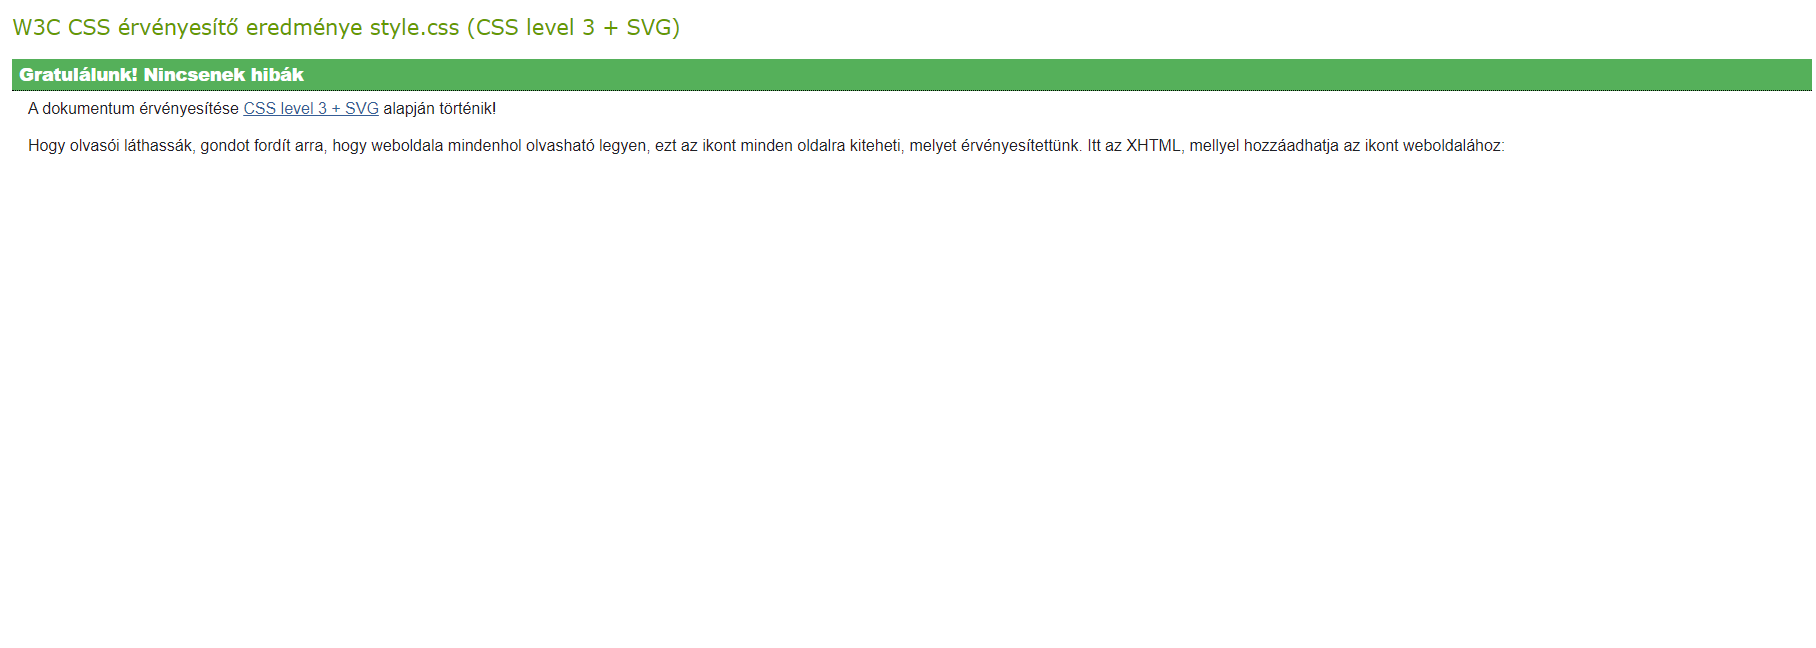 W3C CSS érvényesítő eredménye style.css (CSS level 3 + SVG)
Gratulálunk! Nincsenek hibák
A dokumentum érvényesítése CSS level 3 + SVG alapján történik!
Hogy olvasói láthassák, gondot fordít arra, hogy weboldala mindenhol olvasható legyen, ezt az ikont minden oldalra kiteheti, melyet érvényesítettünk. Itt az XHTML, mellyel hozzáadhatja az ikont weboldalához: